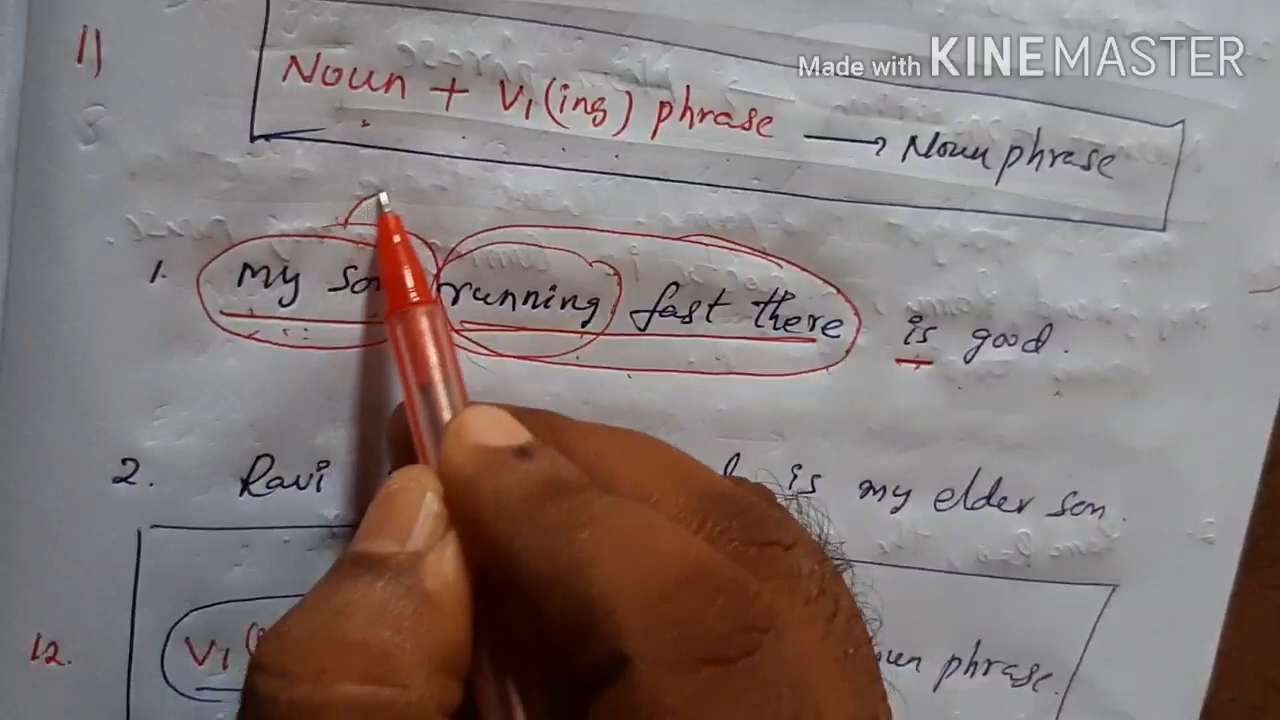 Made with KINEMASTER
11)
Noun + V1(ing) phrase → Noun phrase
1. my running fast there is good.
2. Ravi is my elder son.
12. V1 phrase.